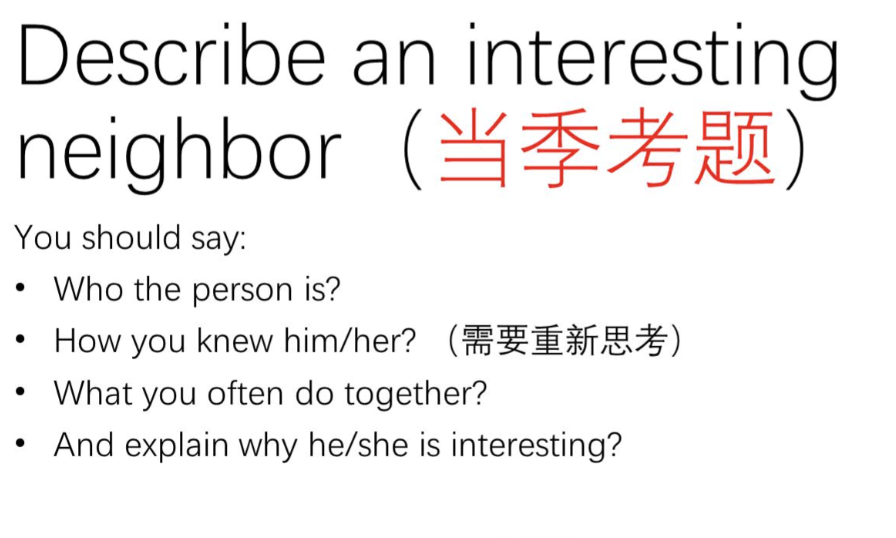 Describe an interesting
neighbor（当季考题）
You should say:
• Who the person is?
• How you knew him/her? （需要重新思考）
• What you often do together?
• And explain why he/she is interesting?